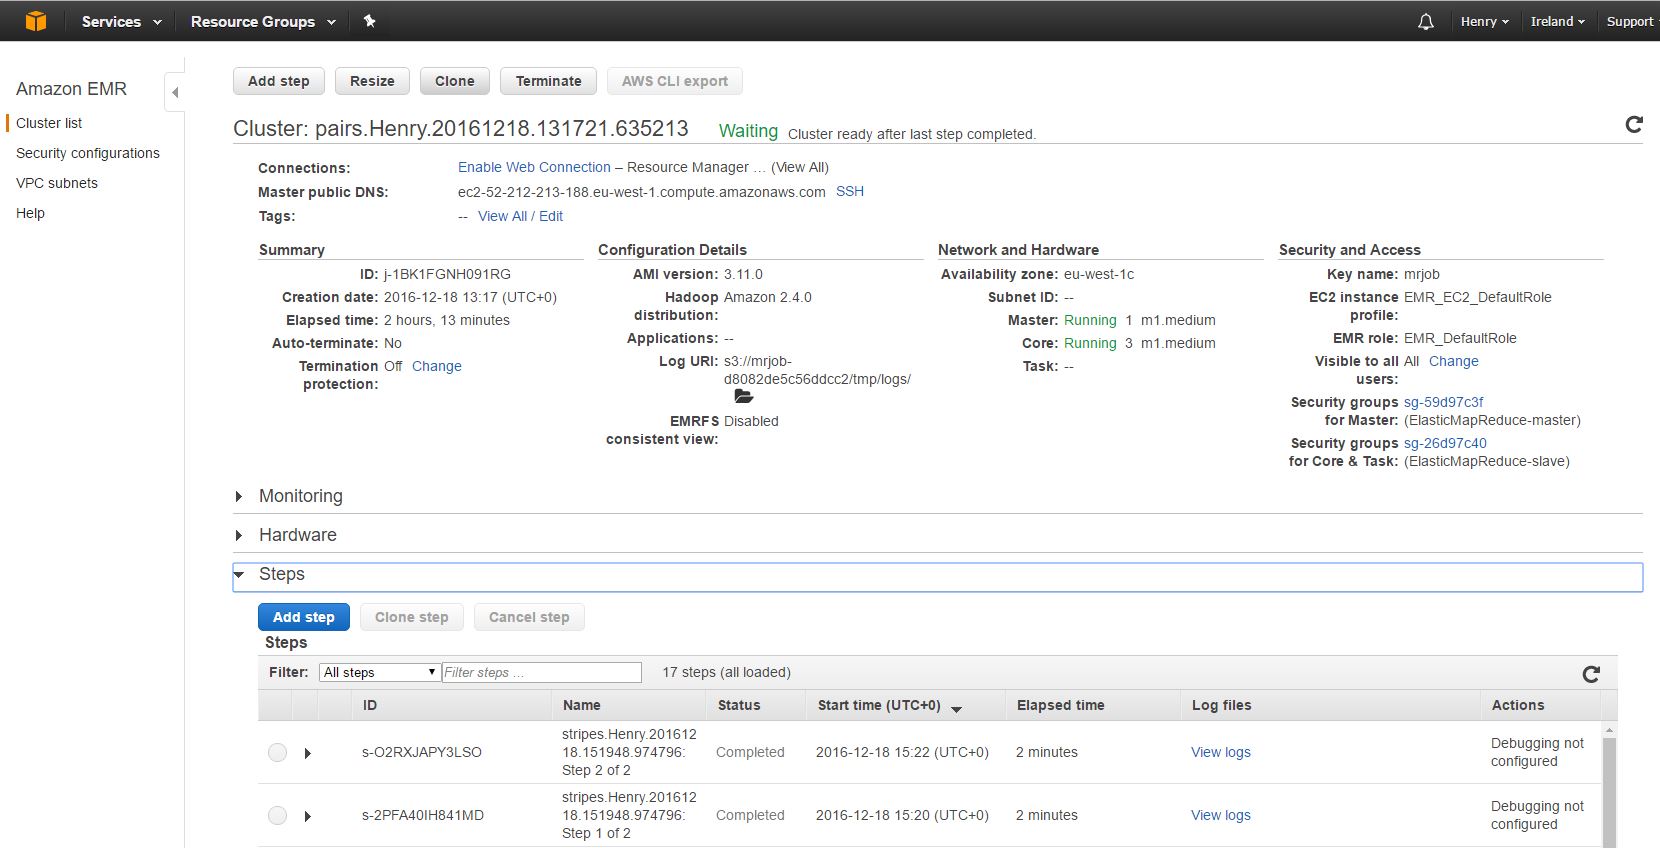 Services Resource Groups Henry Ireland Support
Amazon EMR
Cluster list
Security configurations
VPC subnets
Help
Add step Resize Clone Terminate AWS CLI export
Cluster: pairs.Henry.20161218.131721.635213 Waiting Cluster ready after last step completed.
Connections: Enable Web Connection – Resource Manager … (View All)
Master public DNS: ec2-52-212-213-188.eu-west-1.compute.amazonaws.com SSH
Tags: -- View All / Edit
Summary
ID: j-1BK1FGNH091RG
Creation date: 2016-12-18 13:17 (UTC+0)
Elapsed time: 2 hours, 13 minutes
Auto-terminate: No
Termination Off Change
protection:
Configuration Details
AMI version: 3.11.0
Hadoop Amazon 2.4.0
distribution:
Applications: --
Log URI: s3://mrjob-
d8082de5c56ddcc2/tmp/logs/
EMRFS Disabled
consistent view:
Network and Hardware
Availability zone: eu-west-1c
Subnet ID: --
Master: Running 1 m1.medium
Core: Running 3 m1.medium
Task: --
Security and Access
Key name: mrjob
EC2 instance EMR_EC2_DefaultRole
profile:
EMR role: EMR_DefaultRole
Visible to all All Change
users:
Security groups sg-59d97c3f
for Master: (ElasticMapReduce-master)
Security groups sg-26d97c40
for Core & Task: (ElasticMapReduce-slave)
Monitoring
Hardware
Steps
Add step Clone step Cancel step
Steps
Filter: All steps Filter steps ... 17 steps (all loaded)
ID Name Status Start time (UTC+0) Elapsed time Log files Actions
s-O2RXJAPY3LSO
stripes.Henry.201612
18.151948.974796:
Step 2 of 2
Completed 2016-12-18 15:22 (UTC+0) 2 minutes View logs
Debugging not
configured
s-2PFA40IH841MD
stripes.Henry.201612
18.151948.974796:
Step 1 of 2
Completed 2016-12-18 15:20 (UTC+0) 2 minutes View logs
Debugging not
configured